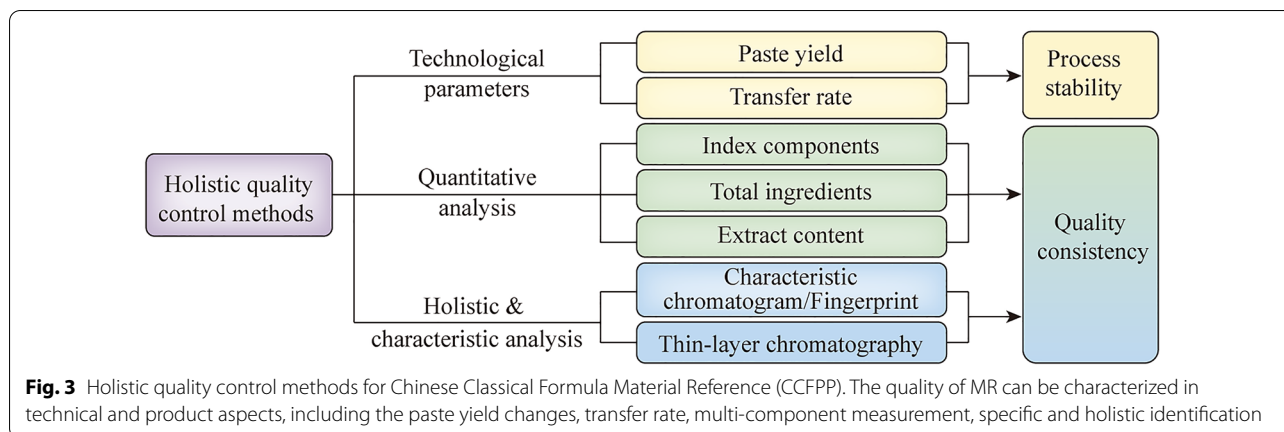 Technological
parameters
Paste yield
Transfer rate
Process
stability
Holistic quality
control methods
Quantitative
analysis
Index components
Total ingredients
Extract content
Quality
consistency
Holistic &
characteristic analysis
Characteristic
chromatogram/Fingerprint
Thin-layer chromatography
Fig. 3 Holistic quality control methods for Chinese Classical Formula Material Reference (CCFPP). The quality of MR can be characterized in
technical and product aspects, including the paste yield changes, transfer rate, multi-component measurement, specific and holistic identification